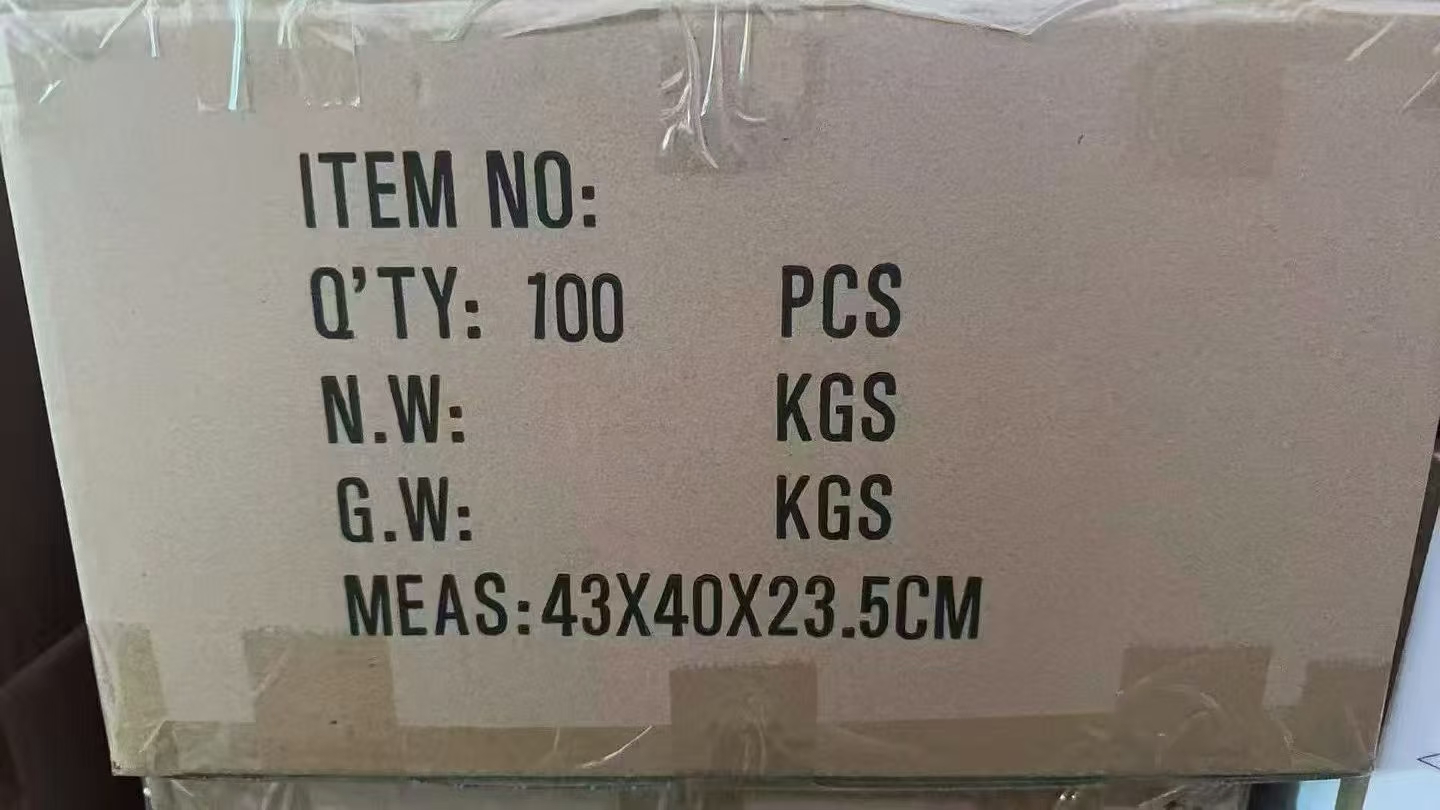 ITEM NO:
Q'TY: 100 PCS
N.W: KGS
G.W: KGS
MEAS:43X40X23.5CM